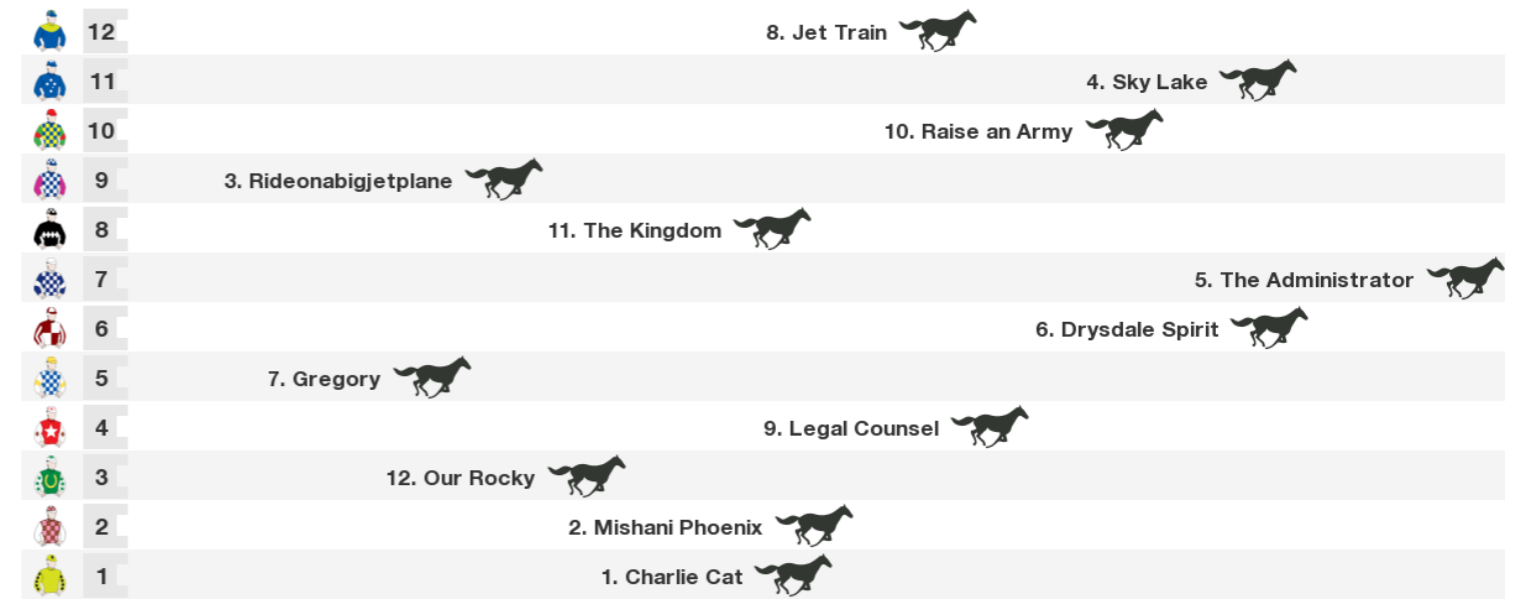 12 8. Jet Train
11 4. Sky Lake
10 10. Raise an Army
9 3. Rideonabigjetplane
8 11. The Kingdom
7 5. The Administrator
6 6. Drysdale Spirit
5 7. Gregory
4 9. Legal Counsel
3 12. Our Rocky
2 2. Mishani Phoenix
1 1. Charlie Cat